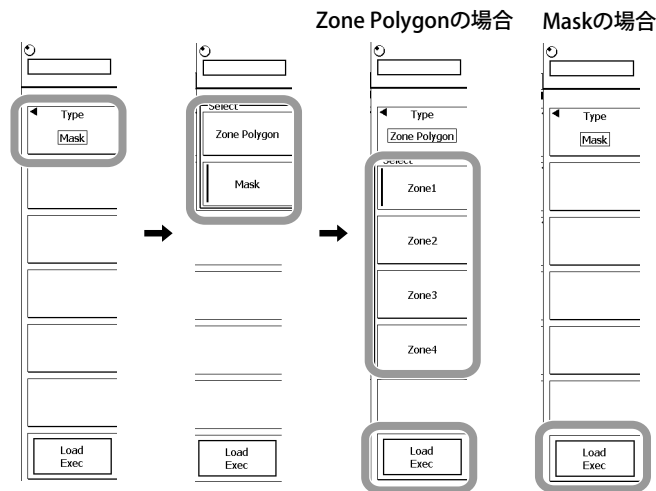 Zone Polygonの場合
Maskの場合
Type
Mask
Load
Exec
Select
Zone Polygon
Mask
Load
Exec
Type
Zone Polygon
Select
Zone1
Zone2
Zone3
Zone4
Load
Exec
Type
Mask
Load
Exec